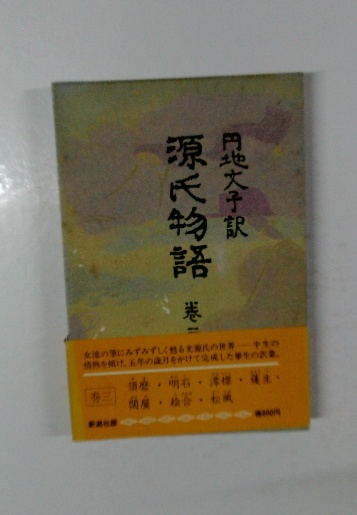 円地文子訳
源氏物語
巻三
女流の筆にみずみずしく甦る光源氏の世界──半生の
情熱を傾け、五年の歳月をかけて完成した畢生の訳業。
巻三
須磨・明石・澪標・蓬生・
関屋・絵合・松風
新潮社版